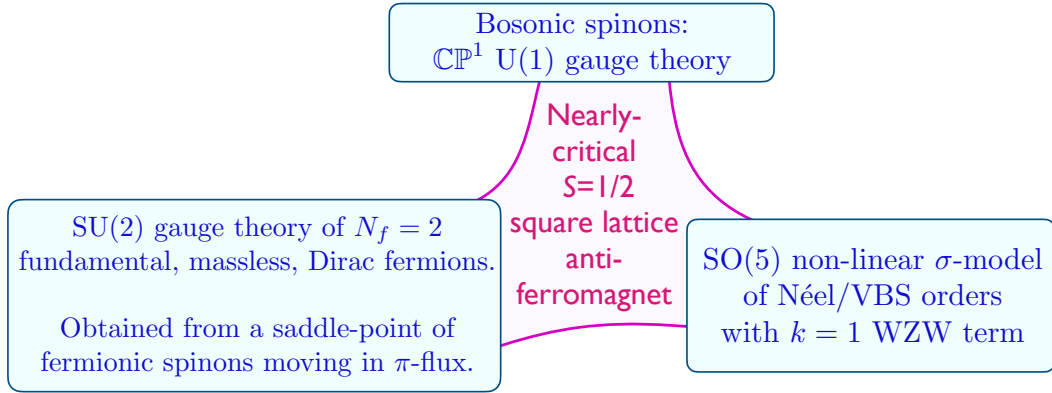 Bosonic spinons:
ℂℙ¹ U(1) gauge theory
Nearly-
critical
S=1/2
square lattice
anti-
ferromagnet
SU(2) gauge theory of N_f = 2
fundamental, massless, Dirac fermions.
Obtained from a saddle-point of
fermionic spinons moving in π-flux.
SO(5) non-linear σ-model
of Néel/VBS orders
with k = 1 WZW term